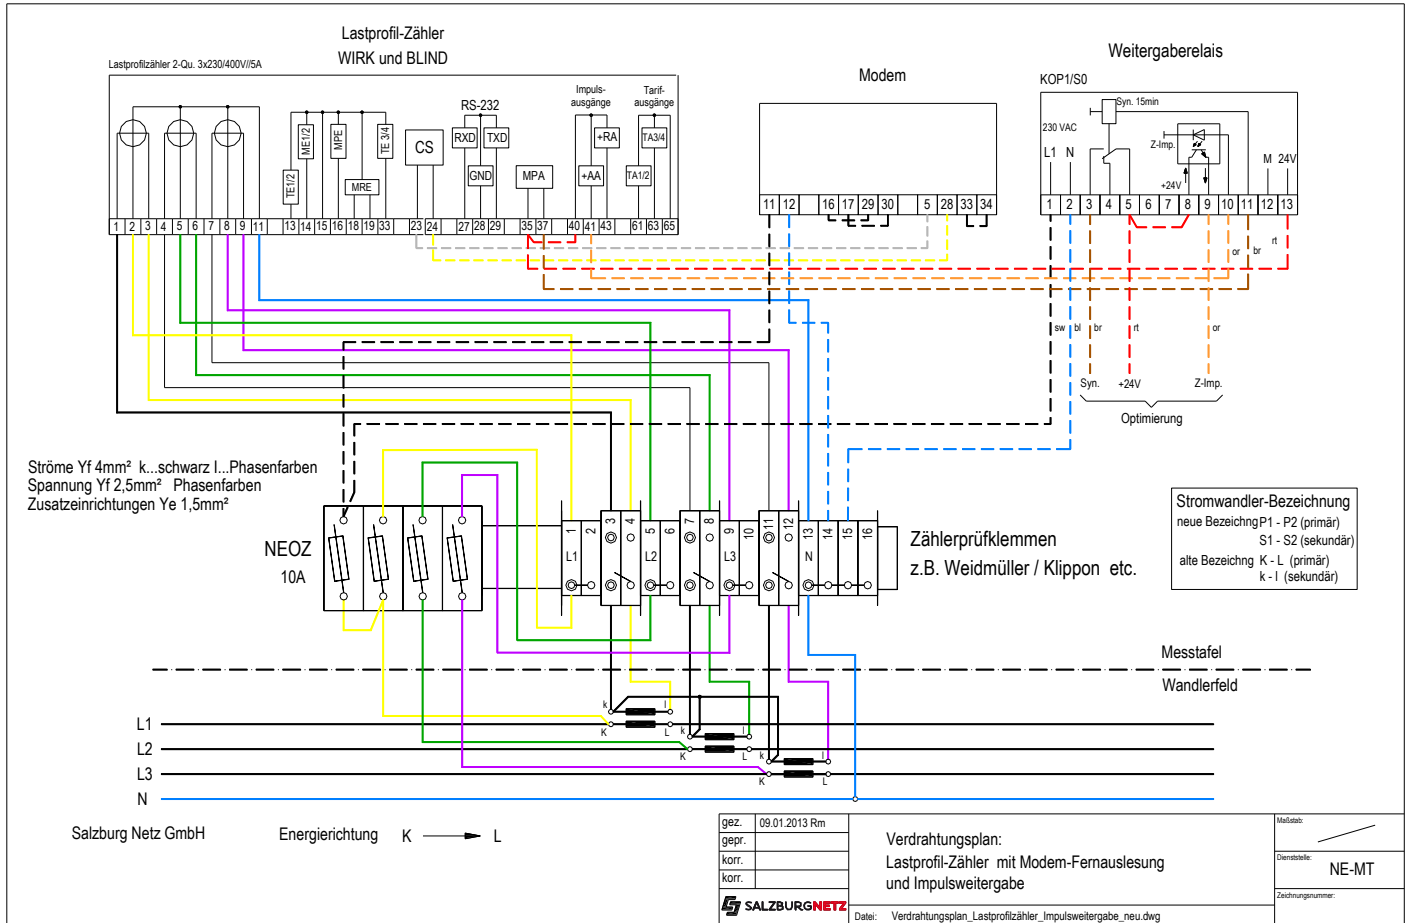 Lastprofil-Zähler
WIRK und BLIND
Lastprofilzähler 2-Qu. 3x230/400V//5A
Impuls-
ausgänge
Tarif-
ausgänge
RS-232
TE1/2
ME1/2
MPE
MRE
TE 3/4
CS
RXD
TXD
GND
MPA
+AA
+RA
TA1/2
TA3/4
1 2 3 4 5 6 7 8 9 11 13 14 15 16 18 19 33 23 24 27 28 29 35 37 40 41 43 61 63 65
Modem
11 12 16 17 29 30 5 28 33 34
Weitergaberelais
KOP1/S0
Syn. 15min
230 VAC
L1 N
Z-Imp.
+24V
M 24V
1 2 3 4 5 6 7 8 9 10 11 12 13
or br rt
sw bl br rt or
Syn. +24V Z-Imp.
Optimierung
Ströme Yf 4mm² k...schwarz l...Phasenfarben
Spannung Yf 2,5mm² Phasenfarben
Zusatzeinrichtungen Ye 1,5mm²
NEOZ
10A
1 2 3 4 5 6 7 8 9 10 11 12 13 14 15 16
L1 L2 L3 N
Zählerprüfklemmen
z.B. Weidmüller / Klippon etc.
Stromwandler-Bezeichnung
neue Bezeichng P1 - P2 (primär)
S1 - S2 (sekundär)
alte Bezeichng K - L (primär)
k - l (sekundär)
Messtafel
Wandlerfeld
k l
K L
k l
K L
k l
K L
L1
L2
L3
N
Salzburg Netz GmbH
Energierichtung K L
gez. 09.01.2013 Rm
gepr.
korr.
korr.
SALZBURGNETZ
Verdrahtungsplan:
Lastprofil-Zähler mit Modem-Fernauslesung
und Impulsweitergabe
Datei: Verdrahtungsplan_Lastprofilzähler_Impulsweitergabe_neu.dwg
Maßstab:
Dienststelle:
NE-MT
Zeichnungsnummer: